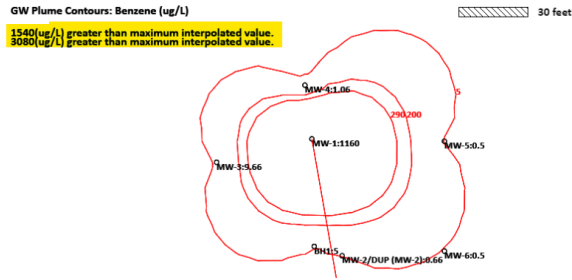 GW Plume Contours: Benzene (ug/L)
30 feet
1540(ug/L) greater than maximum interpolated value.
3080(ug/L) greater than maximum interpolated value.
MW-4:1.06
5
290
200
MW-1:1160
MW-5:0.5
MW-3:9.66
BH1:5
MW-2/DUP (MW-2):0.66
MW-6:0.5